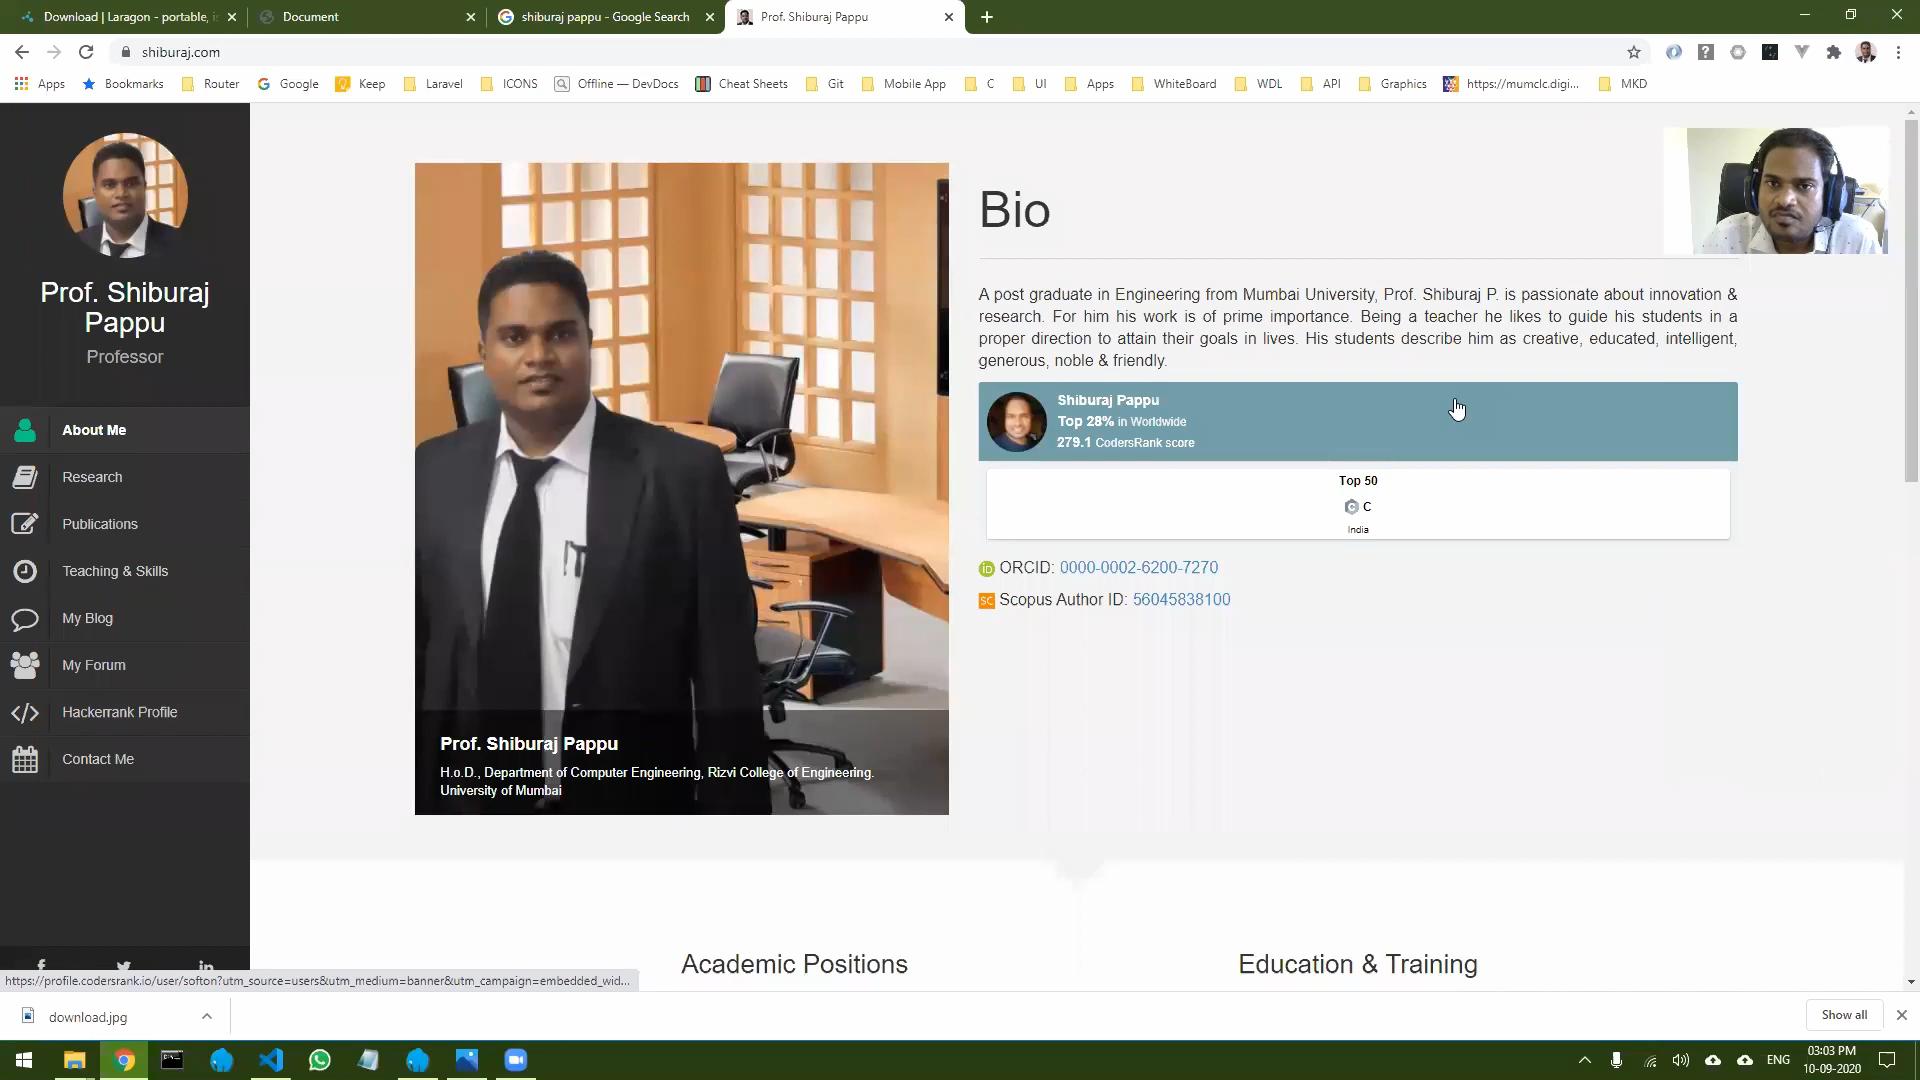 Download | Laragon - portable, is
Document
shiburaj pappu - Google Search
Prof. Shiburaj Pappu
shiburaj.com
Apps
Bookmarks
Router
Google
Keep
Laravel
ICONS
Offline — DevDocs
Cheat Sheets
Git
Mobile App
C
UI
Apps
WhiteBoard
WDL
API
Graphics
https://mumclc.digi...
MKD
Prof. Shiburaj
Pappu
Professor
About Me
Research
Publications
Teaching & Skills
My Blog
My Forum
Hackerrank Profile
Contact Me
Prof. Shiburaj Pappu
H.o.D., Department of Computer Engineering, Rizvi College of Engineering.
University of Mumbai
Bio
A post graduate in Engineering from Mumbai University, Prof. Shiburaj P. is passionate about innovation &
research. For him his work is of prime importance. Being a teacher he likes to guide his students in a
proper direction to attain their goals in lives. His students describe him as creative, educated, intelligent,
generous, noble & friendly.
Shiburaj Pappu
Top 28% in Worldwide
279.1 CodersRank score
Top 50
C
India
iD ORCID: 0000-0002-6200-7270
SC Scopus Author ID: 56045838100
Academic Positions
Education & Training
https://profile.codersrank.io/user/softon?utm_source=users&utm_medium=banner&utm_campaign=embedded_wid...
download.jpg
Show all
ENG
03:03 PM
10-09-2020